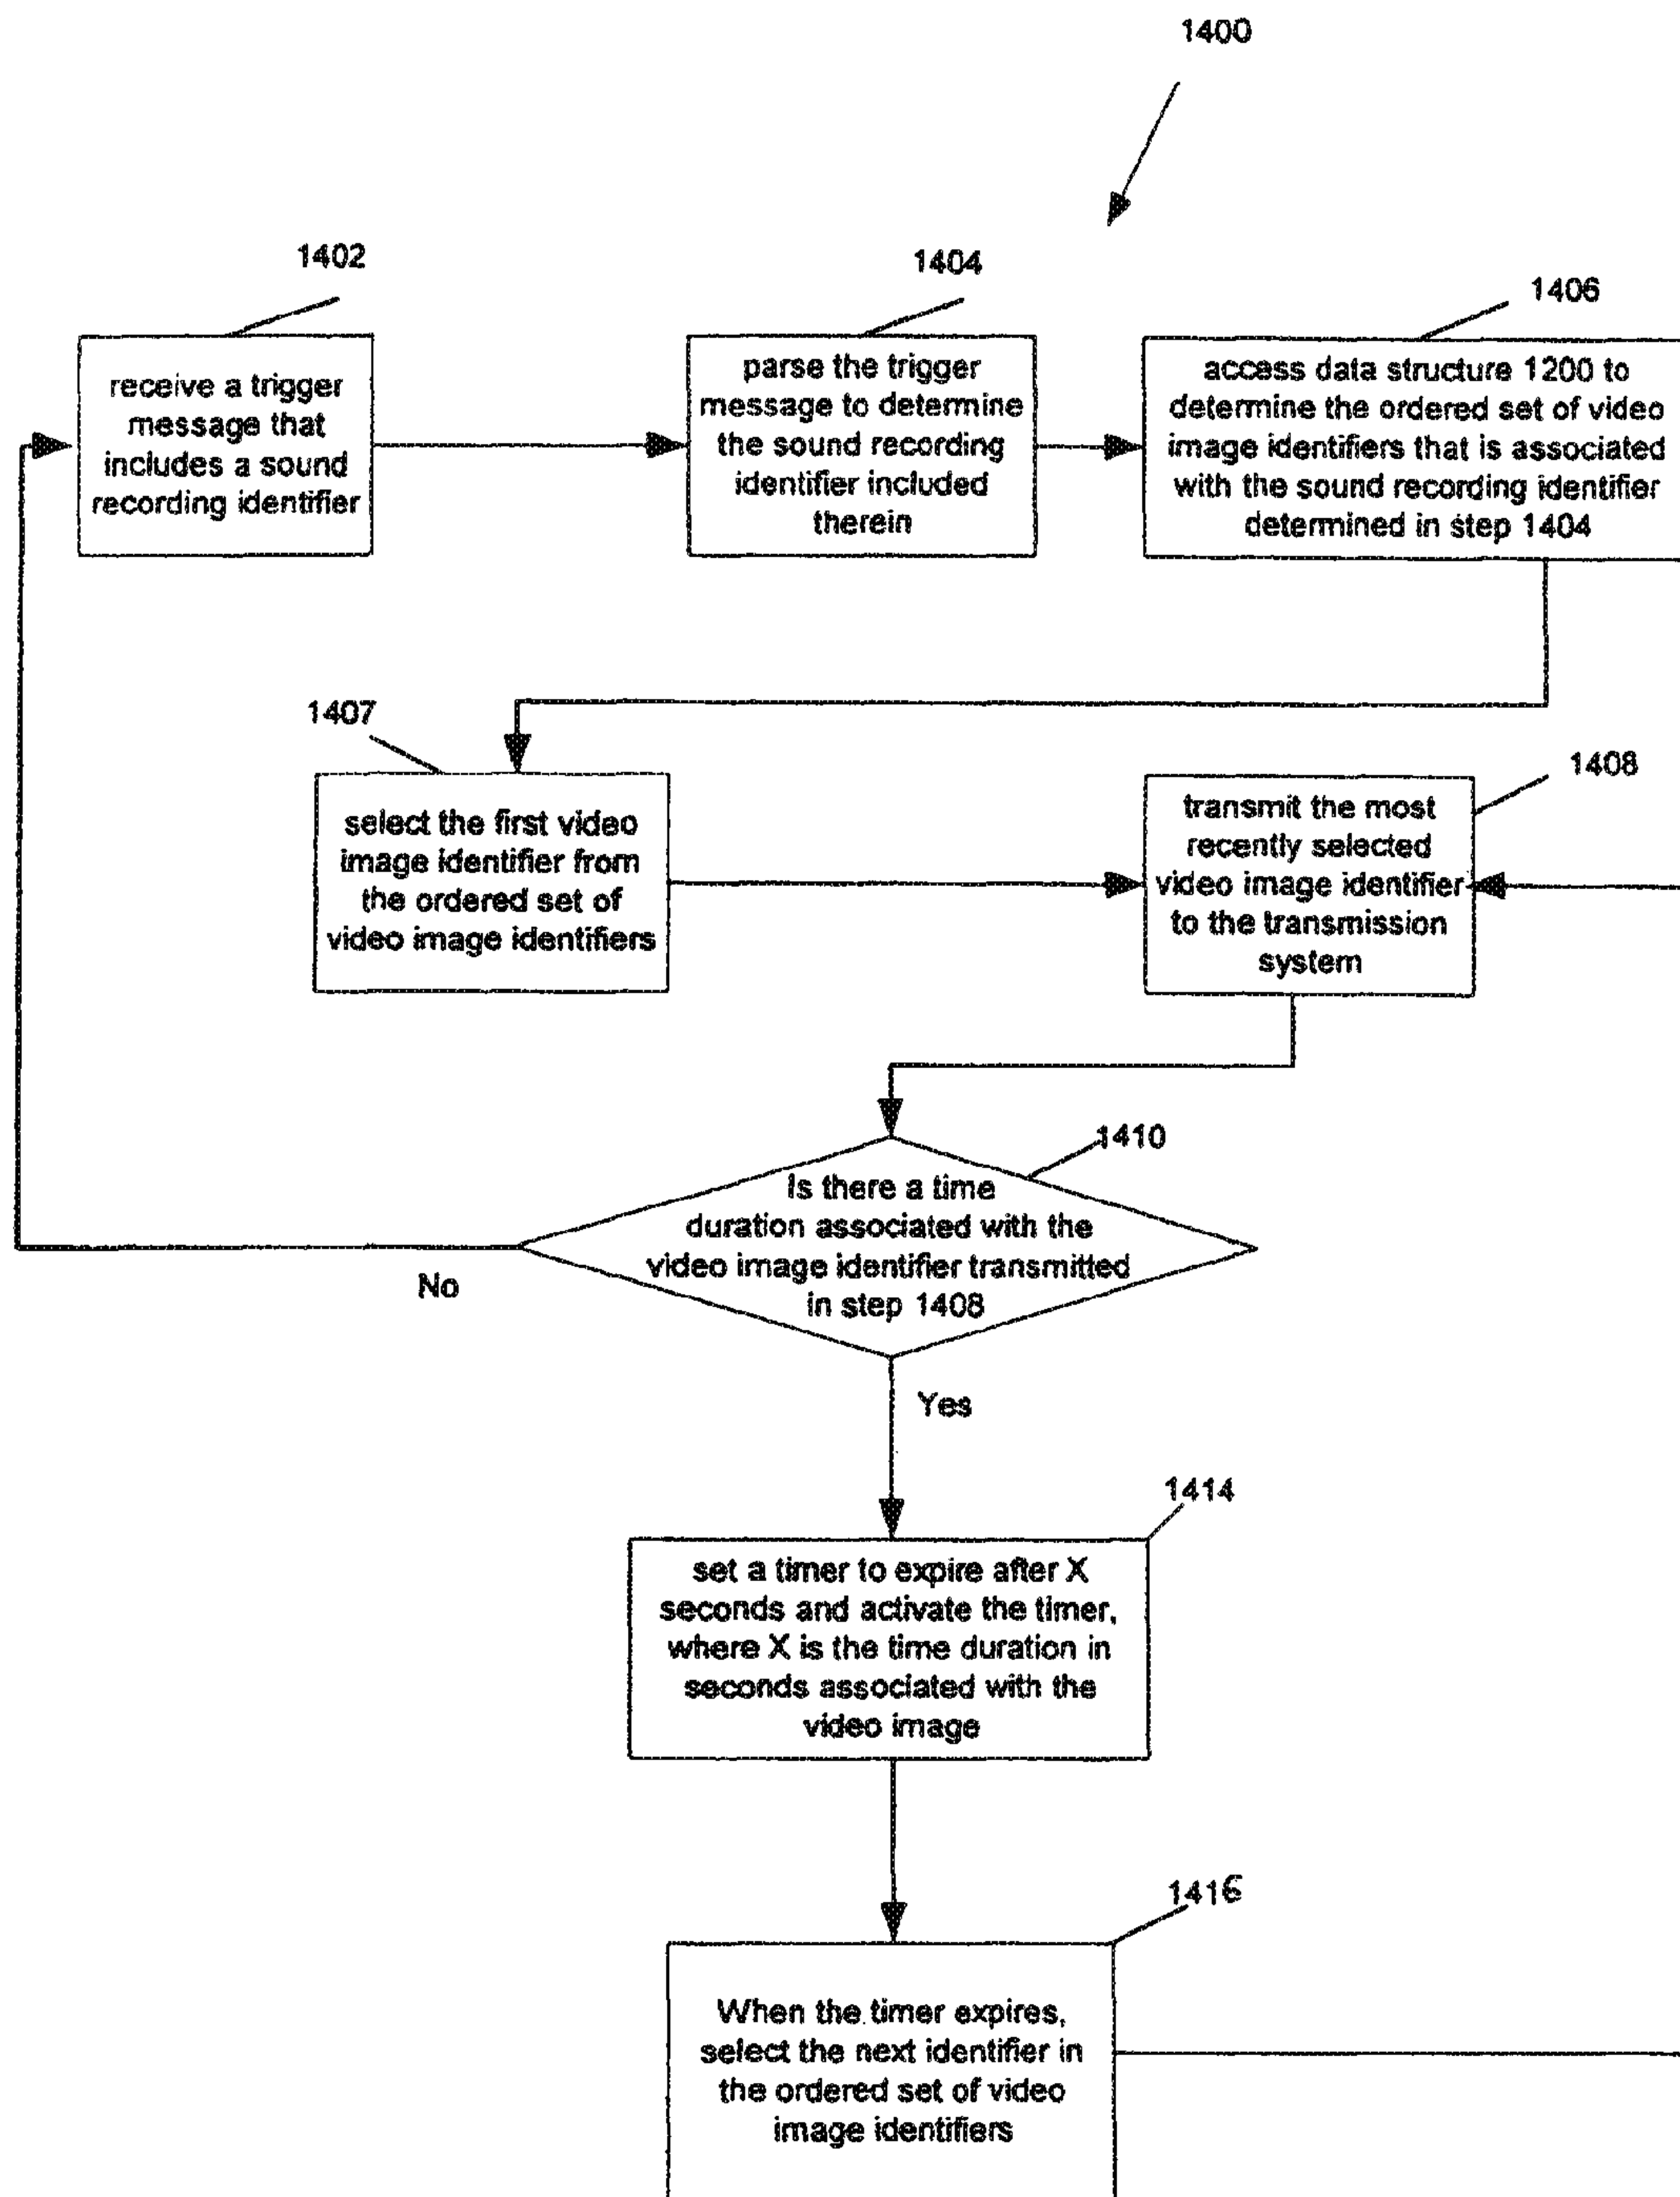 1400
1402
receive a trigger
message that
includes a sound
recording identifier
1404
parse the trigger
message to determine
the sound recording
identifier included
therein
1406
access data structure 1200 to
determine the ordered set of video
image identifiers that is associated
with the sound recording identifier
determined in step 1404
1407
select the first video
image identifier from
the ordered set of
video image identifiers
1408
transmit the most
recently selected
video image identifier
to the transmission
system
1410
Is there a time
duration associated with the
video image identifier transmitted
in step 1408
No
Yes
1414
set a timer to expire after X
seconds and activate the timer,
where X is the time duration in
seconds associated with the
video image
1416
When the timer expires,
select the next identifier in
the ordered set of video
image identifiers